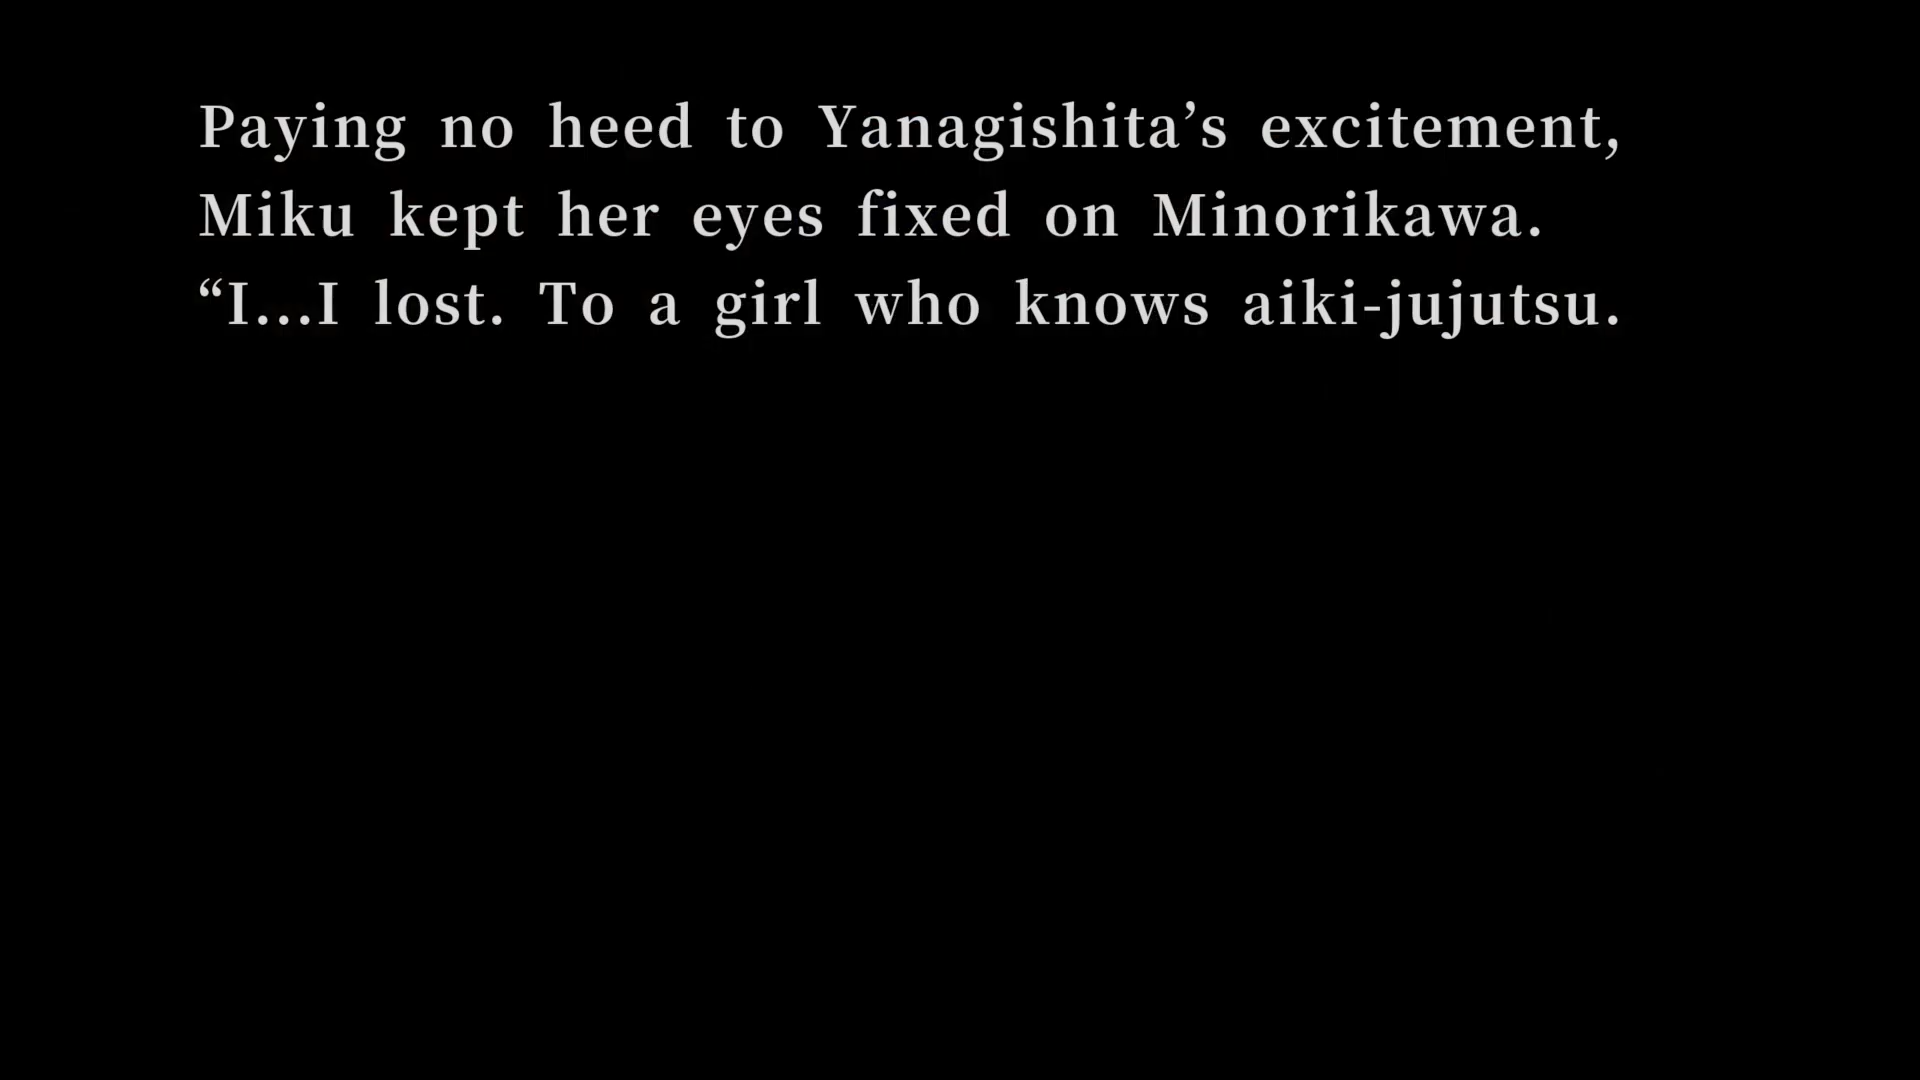 Paying no heed to Yanagishita’s excitement,
Miku kept her eyes fixed on Minorikawa.
“I...I lost. To a girl who knows aiki-jujutsu.